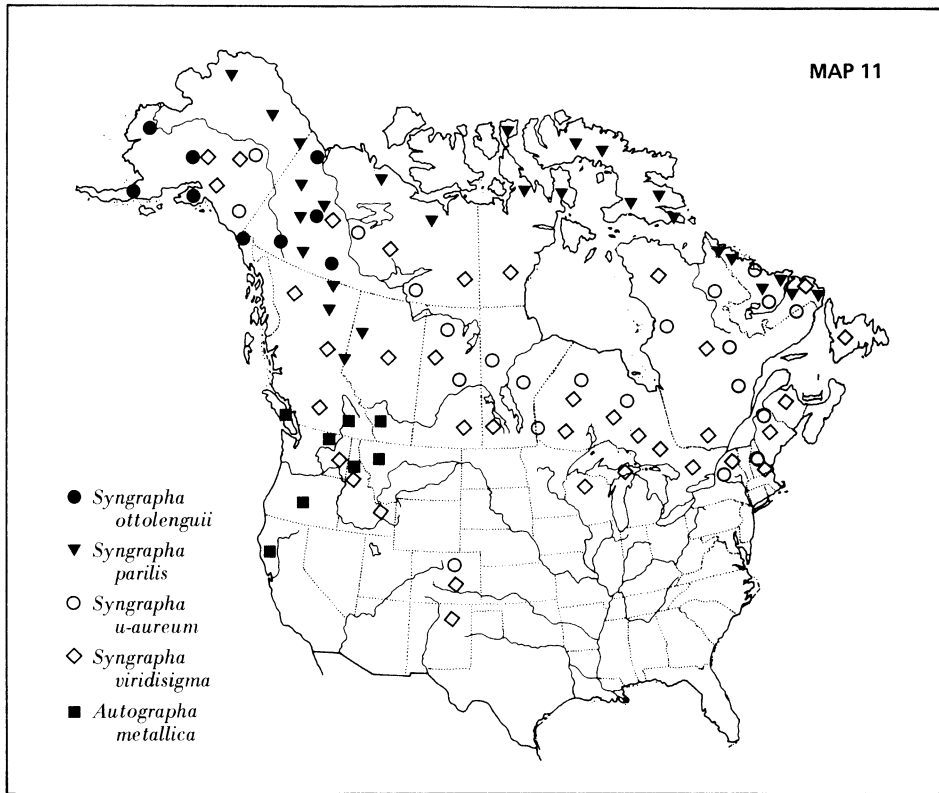 MAP 11
Syngrapha
ottolenguii
Syngrapha
parilis
Syngrapha
u-aureum
Syngrapha
viridisigma
Autographa
metallica